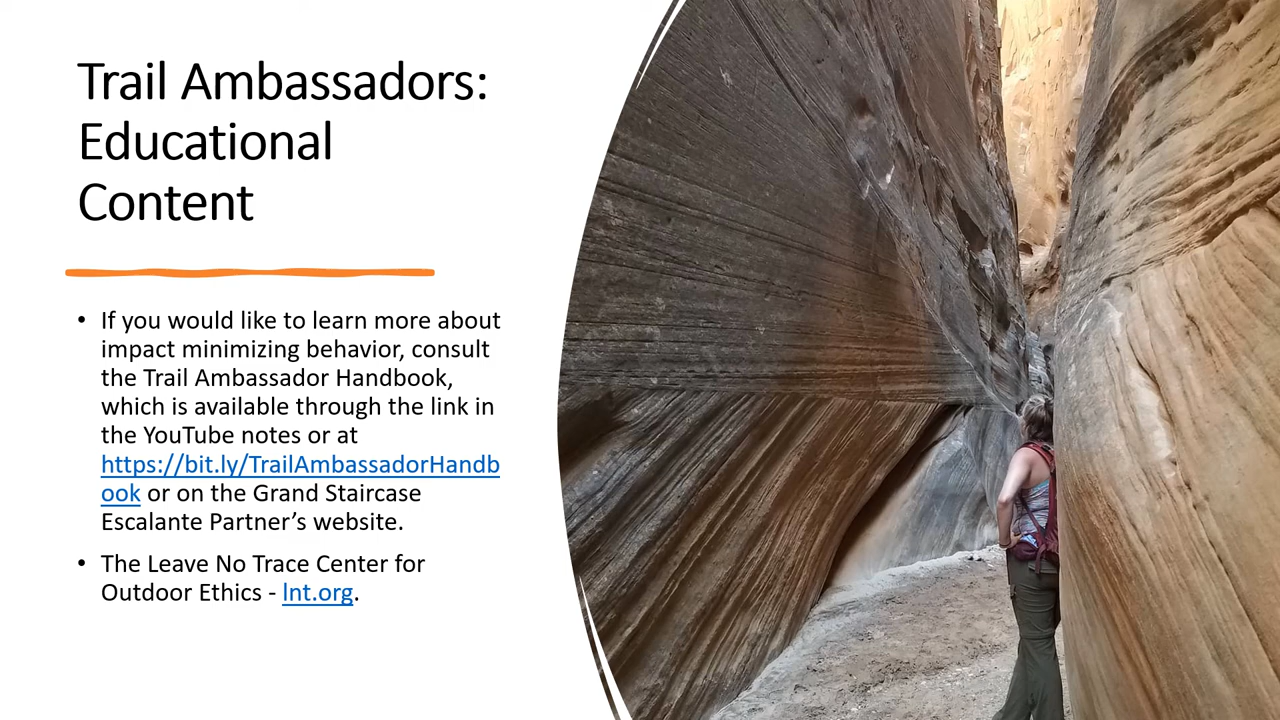 Trail Ambassadors:
Educational
Content
• If you would like to learn more about
impact minimizing behavior, consult
the Trail Ambassador Handbook,
which is available through the link in
the YouTube notes or at
https://bit.ly/TrailAmbassadorHandb
ook or on the Grand Staircase
Escalante Partner’s website.
• The Leave No Trace Center for
Outdoor Ethics - lnt.org.